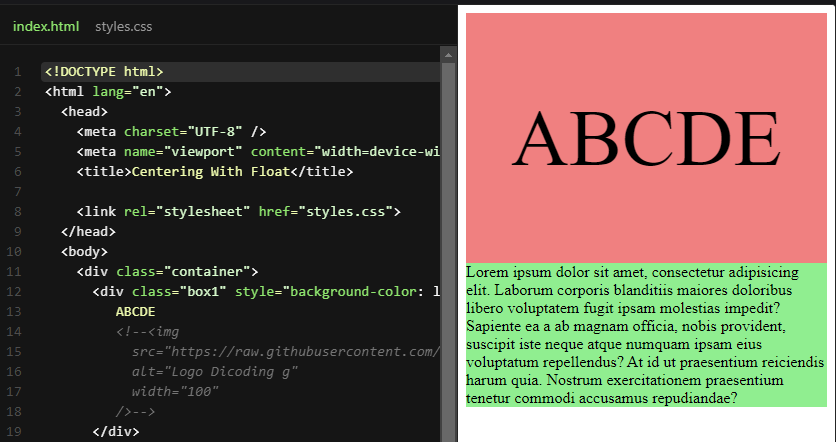 index.html styles.css
1 <!DOCTYPE html>
2 <html lang="en">
3 <head>
4 <meta charset="UTF-8" />
5 <meta name="viewport" content="width=device-wi
6 <title>Centering With Float</title>
7
8 <link rel="stylesheet" href="styles.css">
9 </head>
10 <body>
11 <div class="container">
12 <div class="box1" style="background-color: l
13 ABCDE
14 <!--<img
15 src="https://raw.githubusercontent.com/
16 alt="Logo Dicoding g"
17 width="100"
18 />-->
19 </div>
ABCDE
Lorem ipsum dolor sit amet, consectetur adipisicing
elit. Laborum corporis blanditiis maiores doloribus
libero voluptatem fugit ipsam molestias impedit?
Sapiente ea a ab magnam officia, nobis provident,
suscipit iste neque atque numquam ipsam eius
voluptatum repellendus? At id ut praesentium reiciendis
harum quia. Nostrum exercitationem praesentium
tenetur commodi accusamus repudiandae?